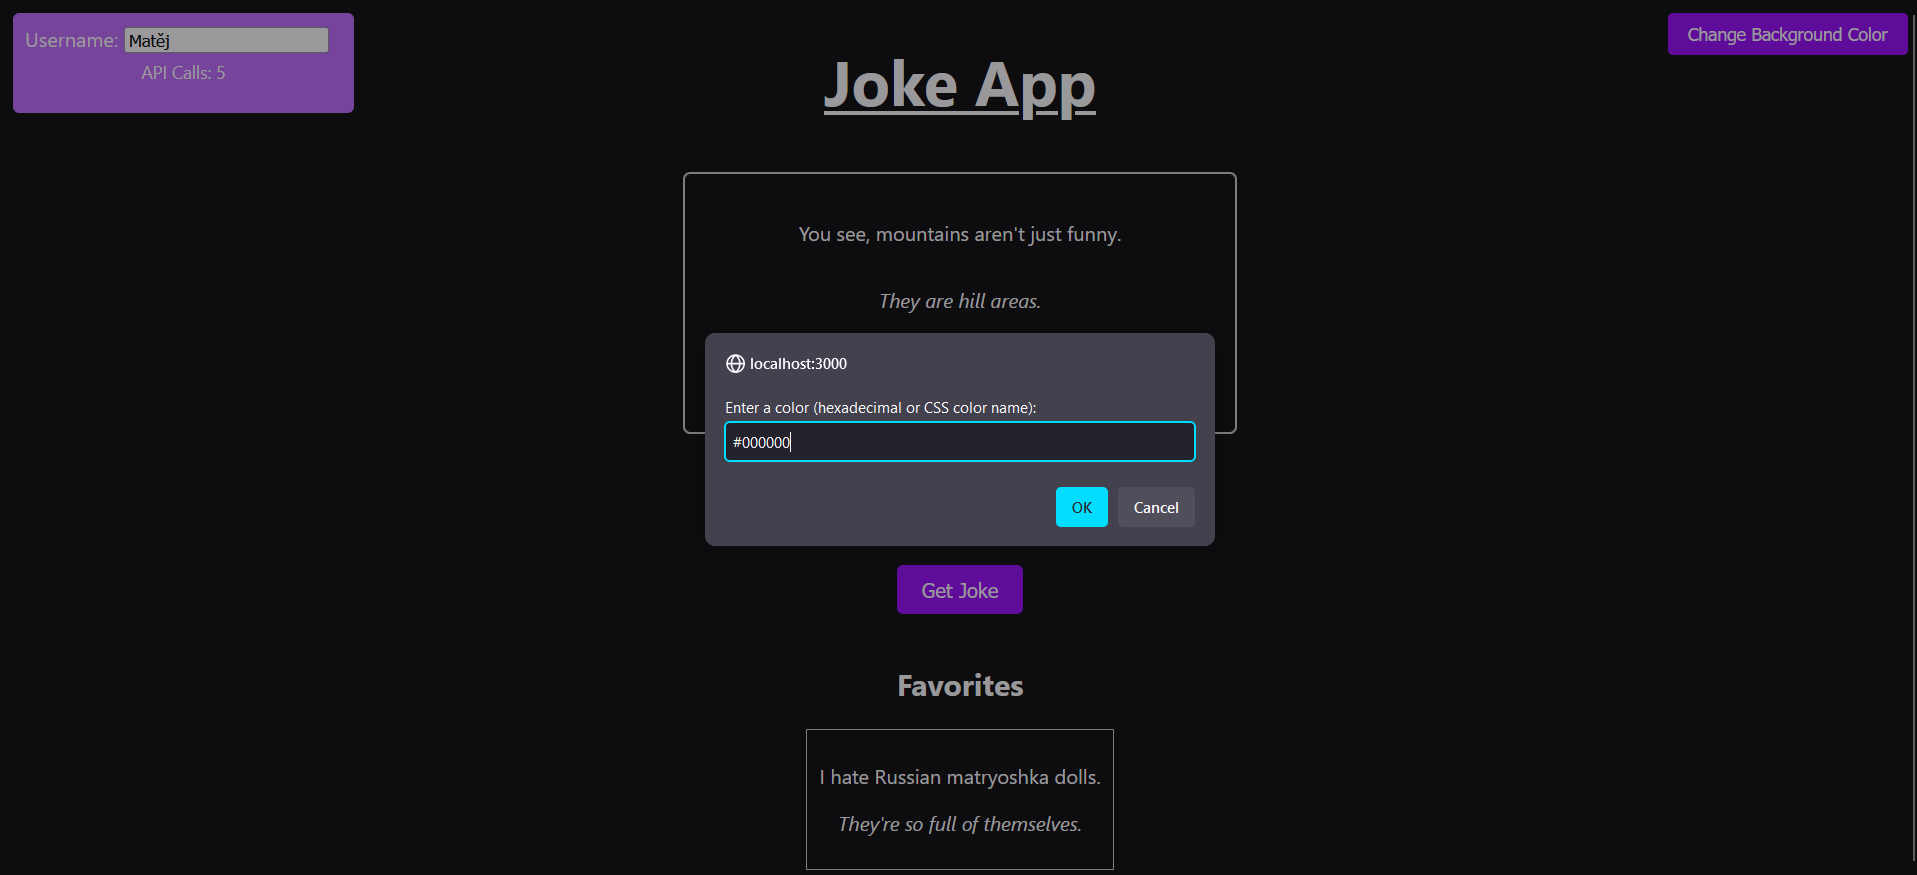 Username: Matěj
API Calls: 5
Change Background Color
Joke App
You see, mountains aren't just funny.
They are hill areas.
localhost:3000
Enter a color (hexadecimal or CSS color name):
#000000
OK Cancel
Get Joke
Favorites
I hate Russian matryoshka dolls.
They're so full of themselves.